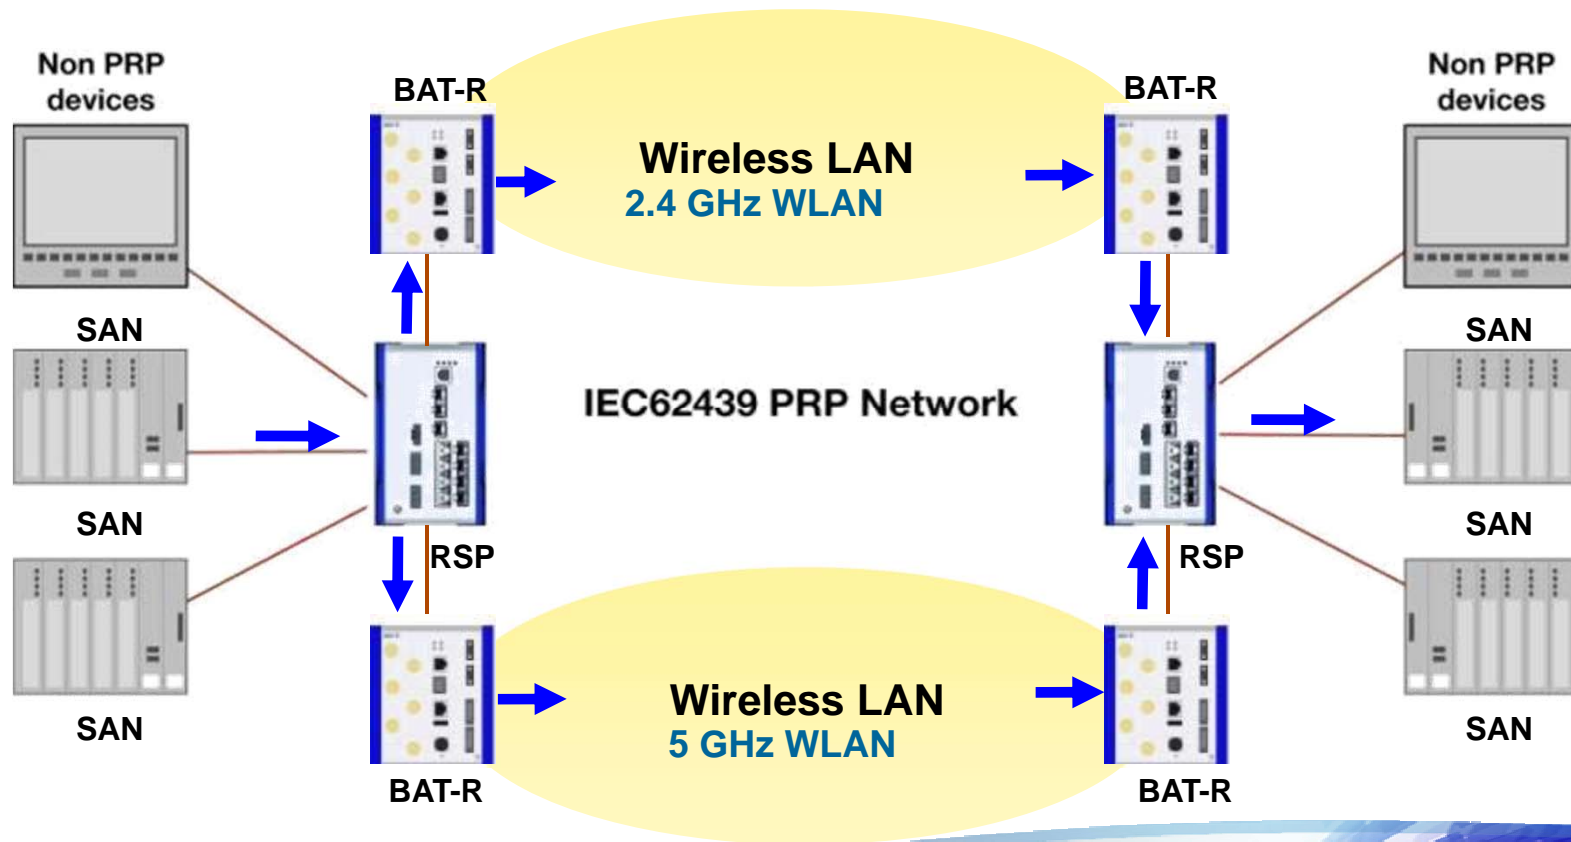 Non PRP
devices
BAT-R
BAT-R
Non PRP
devices
Wireless LAN
2.4 GHz WLAN
SAN
SAN
IEC62439 PRP Network
SAN
SAN
RSP
RSP
Wireless LAN
5 GHz WLAN
SAN
SAN
BAT-R
BAT-R